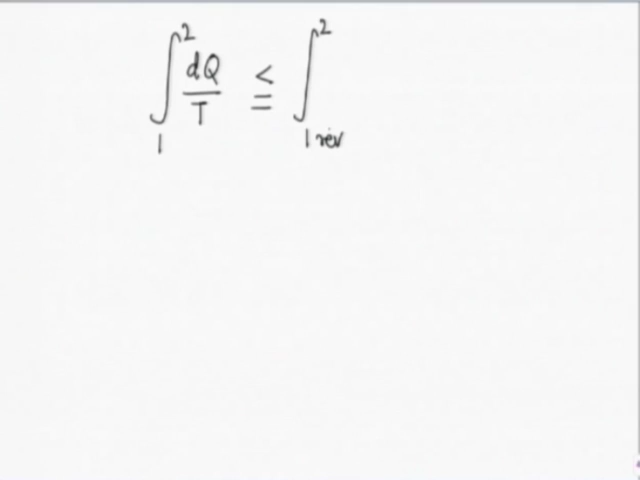 ∫₁² dQ/T ≤ ∫₁ rev²